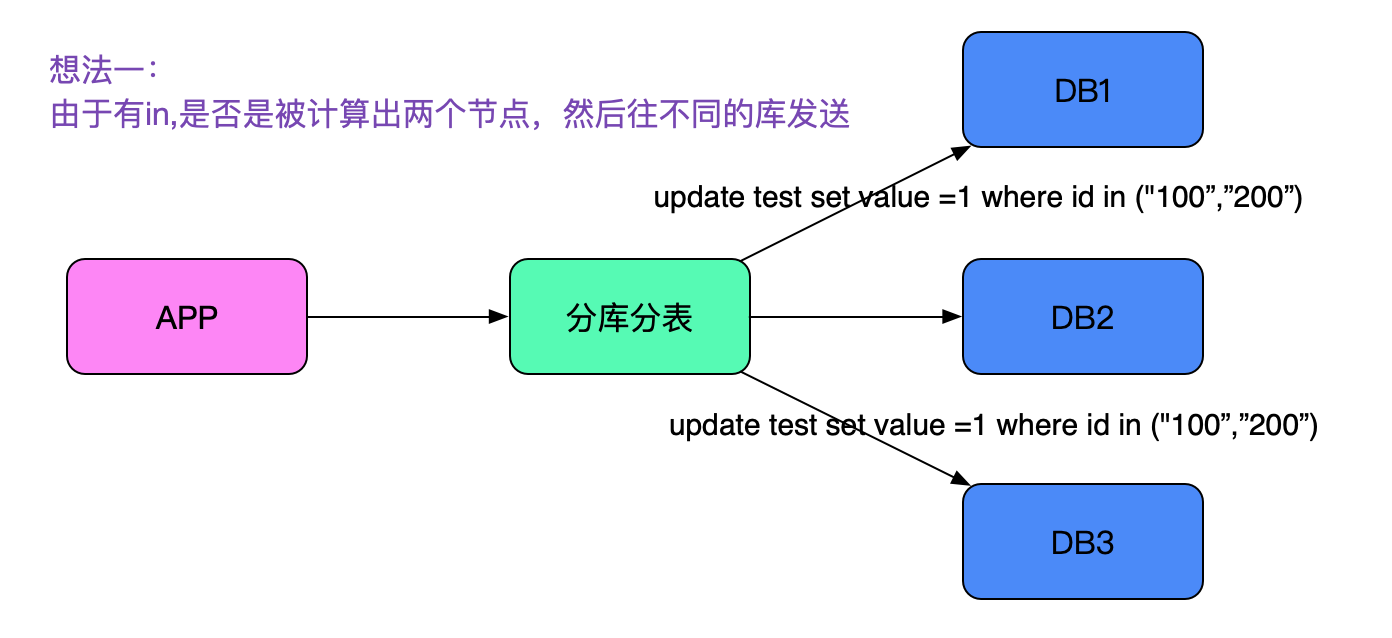 想法一：
由于有in,是否是被计算出两个节点，然后往不同的库发送
DB1
update test set value =1 where id in ("100”,”200”)
APP
分库分表
DB2
update test set value =1 where id in ("100”,”200”)
DB3